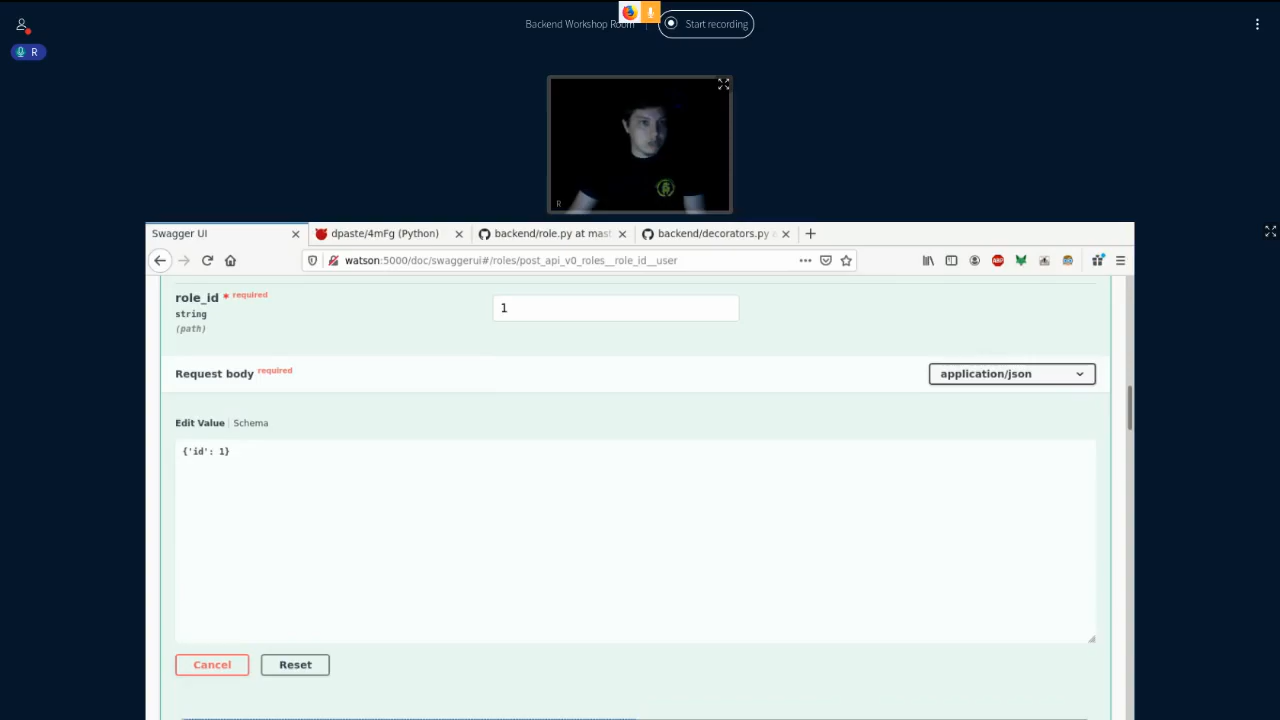 Backend Workshop Room
Start recording
R
R
Swagger UI
dpaste/4mFg (Python)
backend/role.py at mast
backend/decorators.py
watson:5000/doc/swaggerui#/roles/post_api_v0_roles__role_id__user
ABP
role_id * required
1
string
(path)
Request body required
application/json
Edit Value
Schema
{'id': 1}
Cancel
Reset